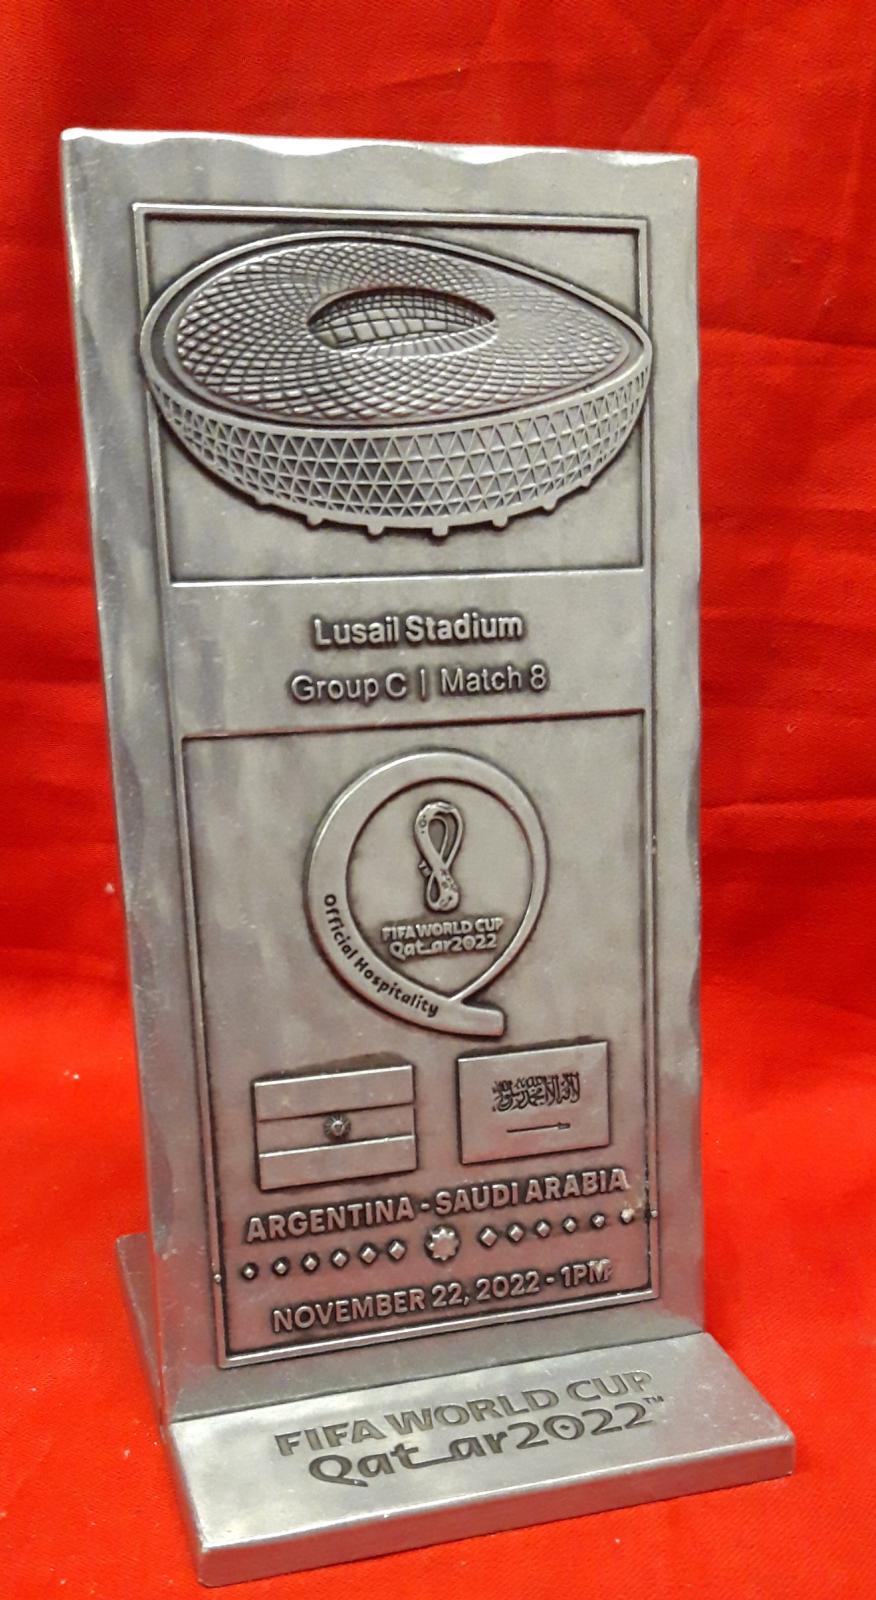 Lusail Stadium
Group C | Match 8
FIFA WORLD CUP
Qatar2022
Official Hospitality
لا إله إلا الله محمد رسول الله
ARGENTINA - SAUDI ARABIA
NOVEMBER 22, 2022 - 1PM
FIFA WORLD CUP
Qatar2022™